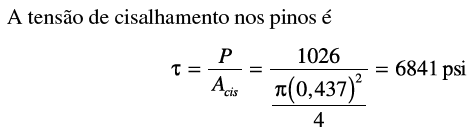 A tensão de cisalhamento nos pinos é
τ = P / A_cis = 1026 / (π(0,437)² / 4) = 6841 psi